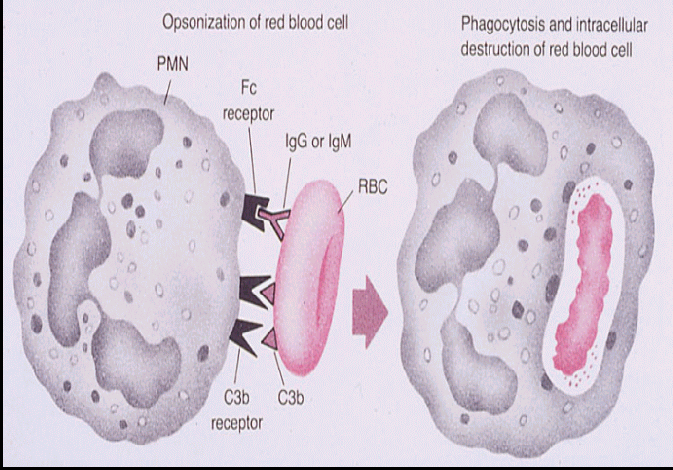 Opsonization of red blood cell
Phagocytosis and intracellular
destruction of red blood cell
PMN
Fc
receptor
IgG or IgM
RBC
C3b
receptor
C3b